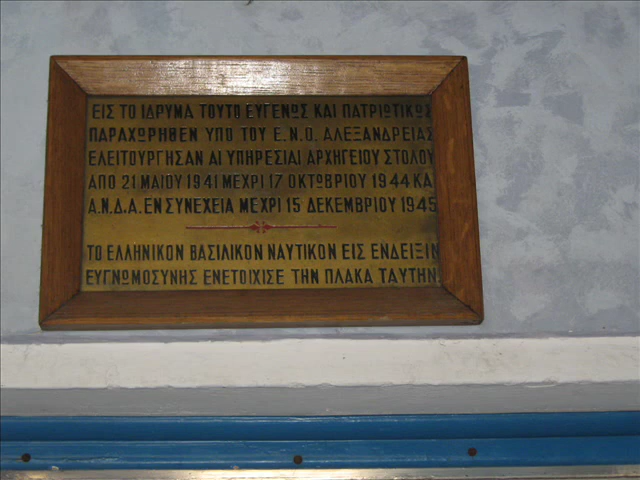 ΕΙΣ ΤΟ ΙΔΡΥΜΑ ΤΟΥΤΟ ΕΥΓΕΝΩΣ ΚΑΙ ΠΑΤΡΙΩΤΙΚΩΣ
ΠΑΡΑΧΩΡΗΘΕΝ ΥΠΟ ΤΟΥ Ε.Ν.Ο. ΑΛΕΞΑΝΔΡΕΙΑΣ
ΕΛΕΙΤΟΥΡΓΗΣΑΝ ΑΙ ΥΠΗΡΕΣΙΑΙ ΑΡΧΗΓΕΙΟΥ ΣΤΟΛΟΥ
ΑΠΟ 21 ΜΑΙΟΥ 1941 ΜΕΧΡΙ 17 ΟΚΤΩΒΡΙΟΥ 1944 ΚΑΙ
Α.Ν.Δ.Α. ΕΝ ΣΥΝΕΧΕΙΑ ΜΕΧΡΙ 15 ΔΕΚΕΜΒΡΙΟΥ 1945
ΤΟ ΕΛΛΗΝΙΚΟΝ ΒΑΣΙΛΙΚΟΝ ΝΑΥΤΙΚΟΝ ΕΙΣ ΕΝΔΕΙΞΙΝ
ΕΥΓΝΩΜΟΣΥΝΗΣ ΕΝΕΤΟΙΧΙΣΕ ΤΗΝ ΠΛΑΚΑ ΤΑΥΤΗΝ.